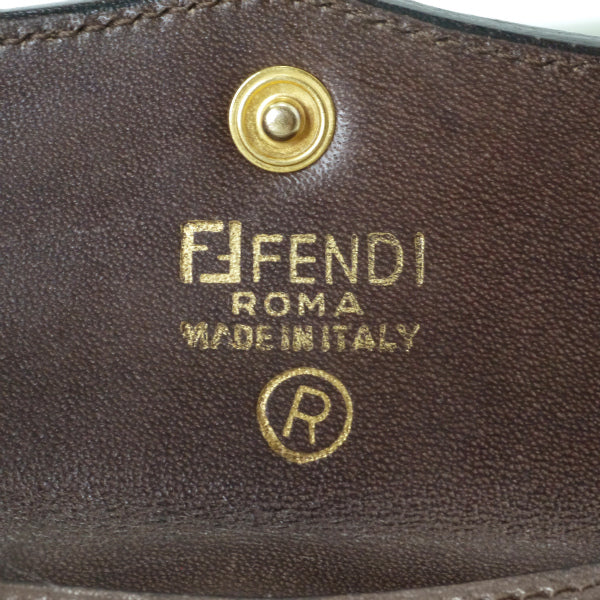 FF FENDI
ROMA
MADE IN ITALY
®